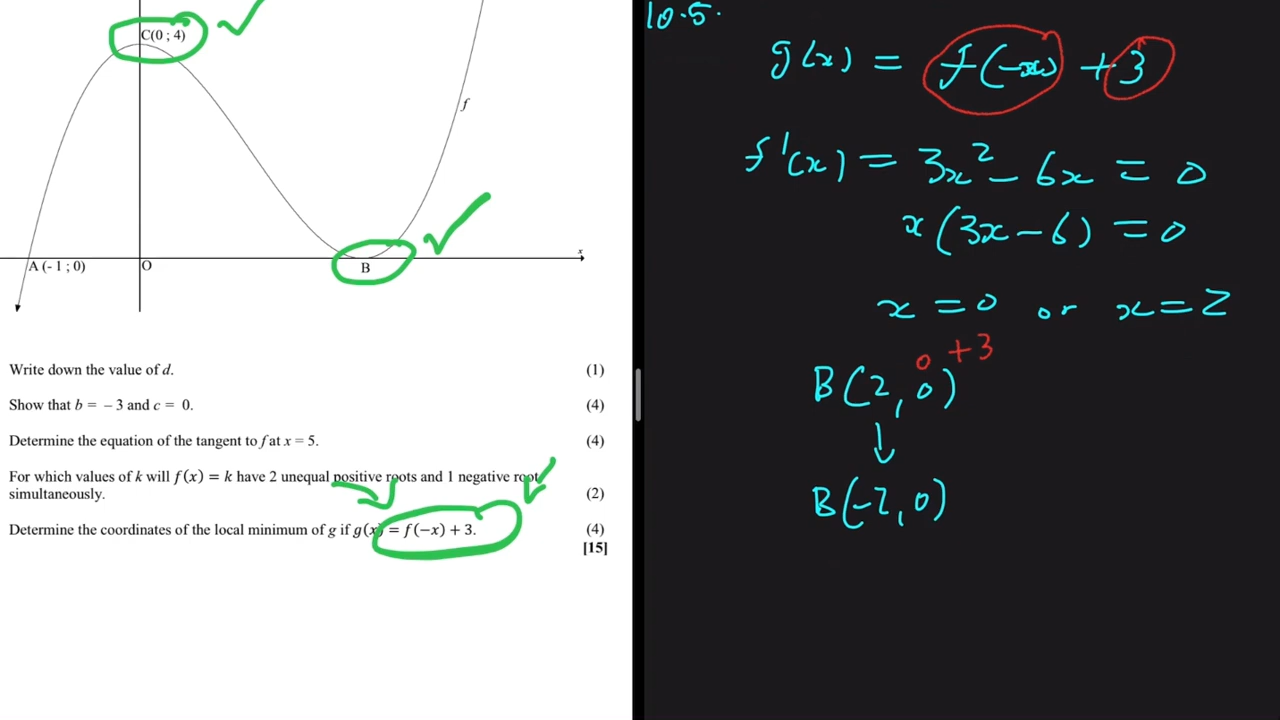 C(0 ; 4)
f
x
A (- 1 ; 0)
O
B
Write down the value of d. (1)
Show that b = – 3 and c = 0. (4)
Determine the equation of the tangent to f at x = 5. (4)
For which values of k will f(x) = k have 2 unequal positive roots and 1 negative root
simultaneously. (2)
Determine the coordinates of the local minimum of g if g(x) = f(−x) + 3. (4)
[15]
10.5.
g(x) = f(-x) + 3
f'(x) = 3x² - 6x = 0
x(3x - 6) = 0
x = 0 or x = 2
0 +3
B(2, 0)
↓
B(-2, 0)